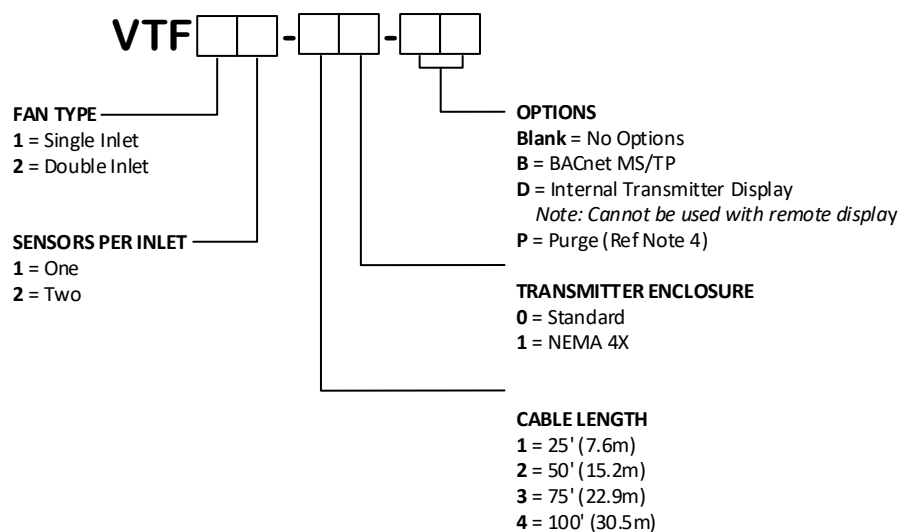 VTF - -
FAN TYPE
1 = Single Inlet
2 = Double Inlet
SENSORS PER INLET
1 = One
2 = Two
OPTIONS
Blank = No Options
B = BACnet MS/TP
D = Internal Transmitter Display
Note: Cannot be used with remote display
P = Purge (Ref Note 4)
TRANSMITTER ENCLOSURE
0 = Standard
1 = NEMA 4X
CABLE LENGTH
1 = 25' (7.6m)
2 = 50' (15.2m)
3 = 75' (22.9m)
4 = 100' (30.5m)